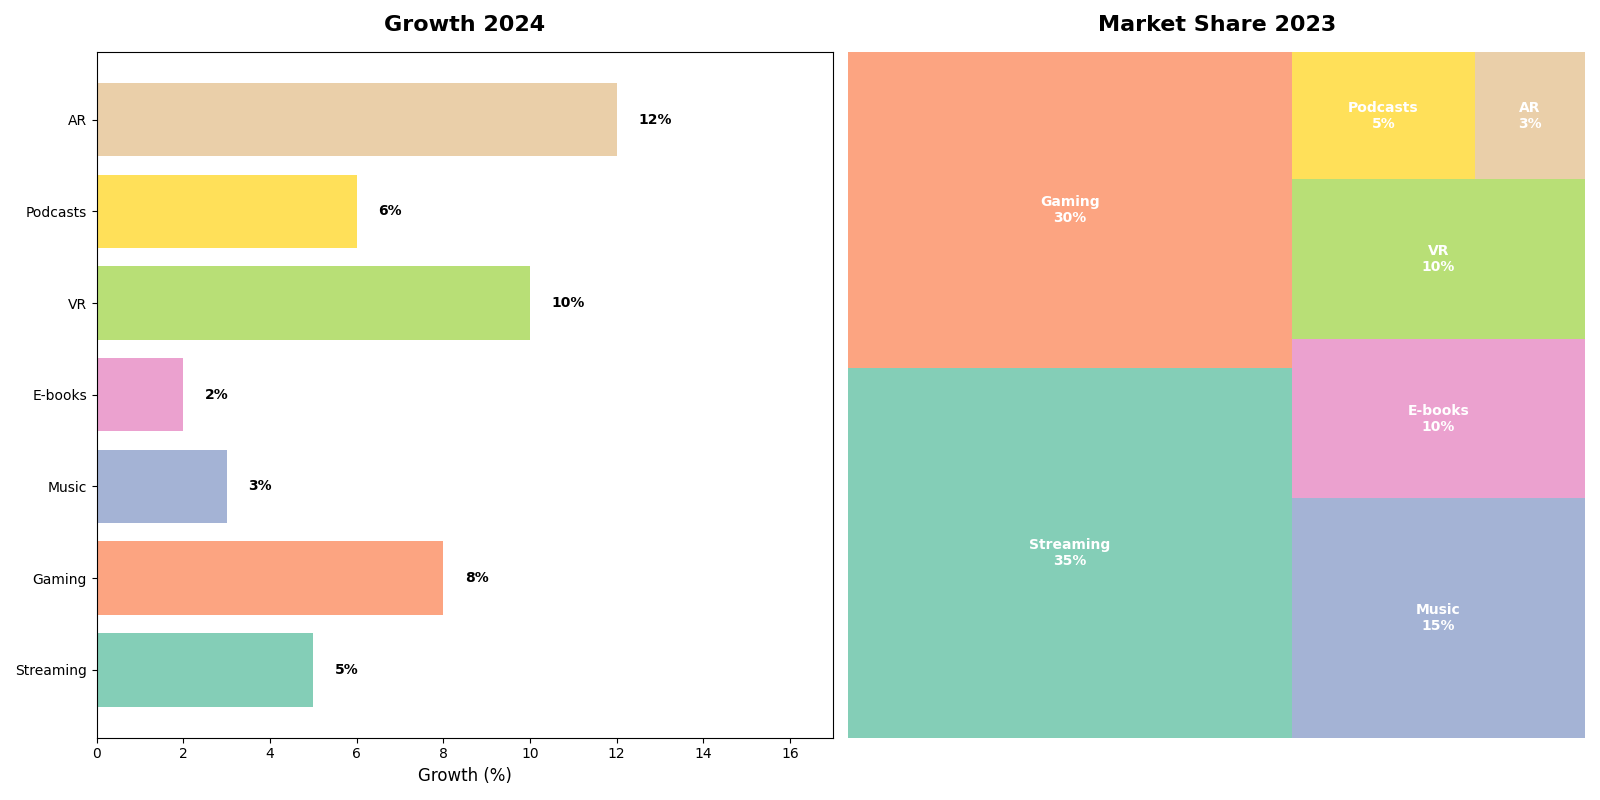 Growth 2024
AR
12%
Podcasts
6%
VR
10%
E-books
2%
Music
3%
Gaming
8%
Streaming
5%
0 2 4 6 8 10 12 14 16
Growth (%)
Market Share 2023
Gaming
30%
Podcasts
5%
AR
3%
VR
10%
E-books
10%
Streaming
35%
Music
15%